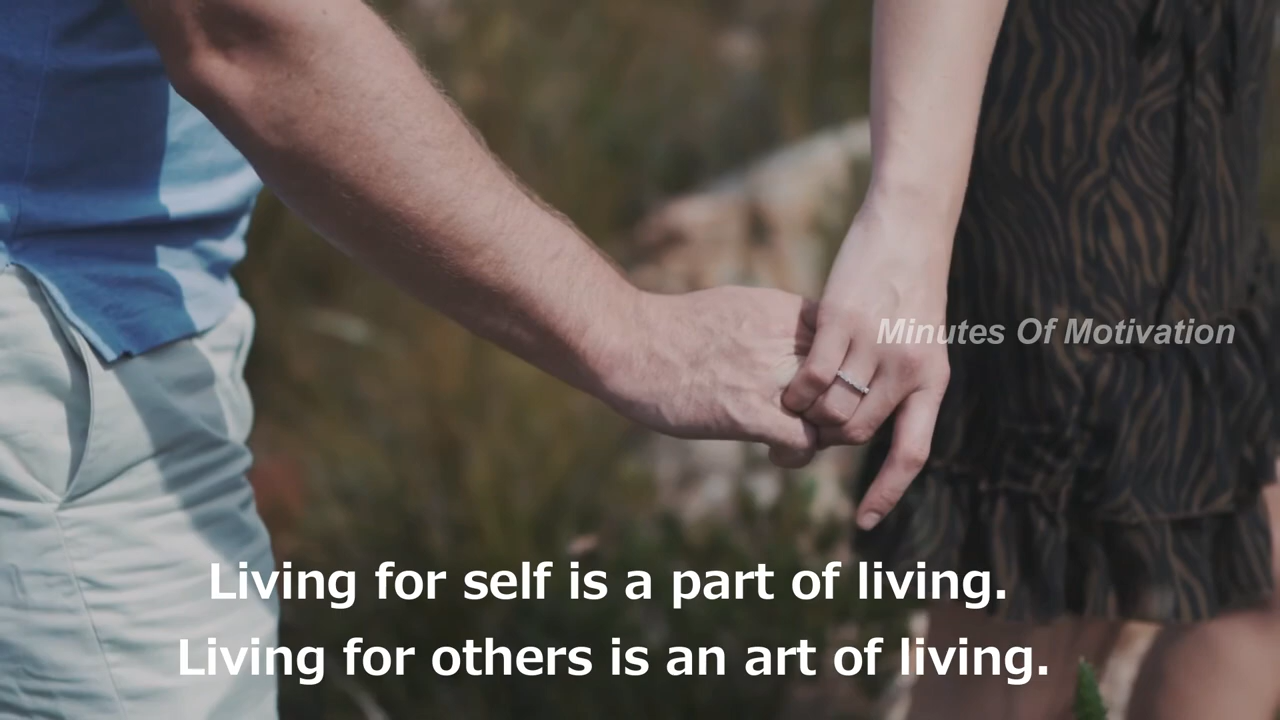 Minutes Of Motivation
Living for self is a part of living.
Living for others is an art of living.